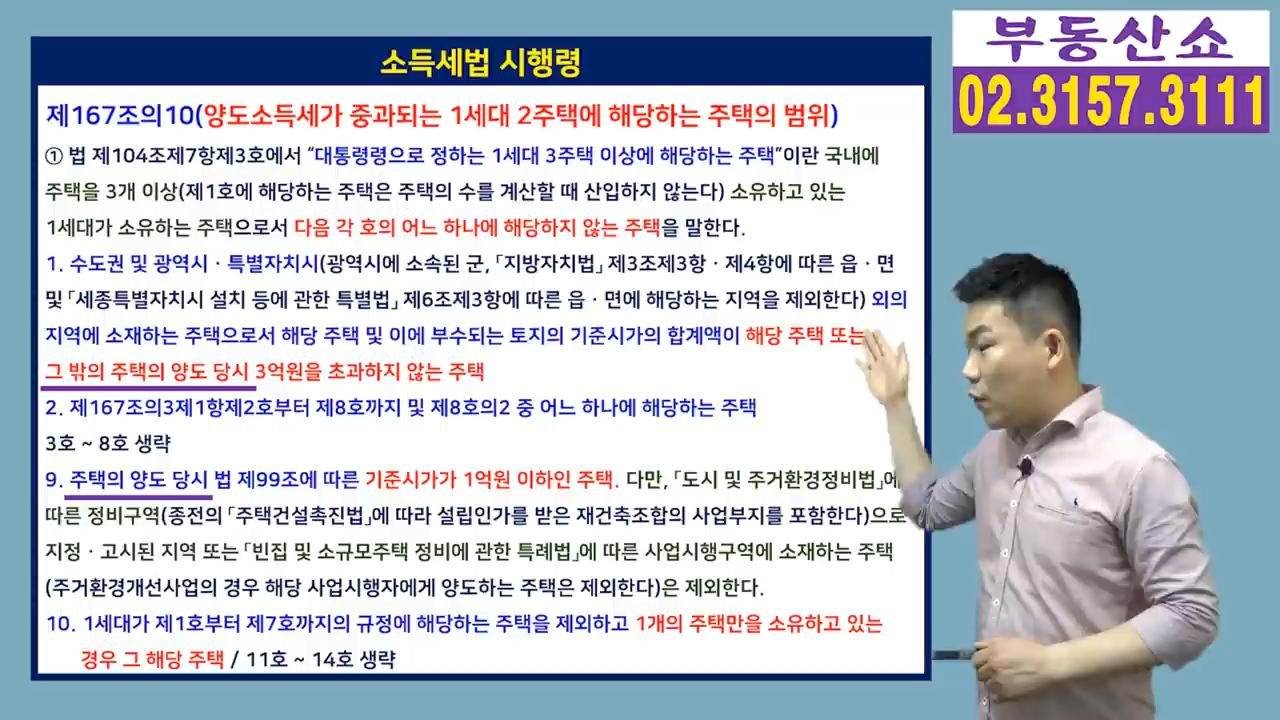 부동산쇼
02.3157.3111
소득세법 시행령
제167조의10(양도소득세가 중과되는 1세대 2주택에 해당하는 주택의 범위)
① 법 제104조제7항제3호에서 “대통령령으로 정하는 1세대 3주택 이상에 해당하는 주택”이란 국내에
주택을 3개 이상(제1호에 해당하는 주택은 주택의 수를 계산할 때 산입하지 않는다) 소유하고 있는
1세대가 소유하는 주택으로서 다음 각 호의 어느 하나에 해당하지 않는 주택을 말한다.
1. 수도권 및 광역시ㆍ특별자치시(광역시에 소속된 군, 「지방자치법」 제3조제3항ㆍ제4항에 따른 읍ㆍ면
및 「세종특별자치시 설치 등에 관한 특별법」 제6조제3항에 따른 읍ㆍ면에 해당하는 지역을 제외한다) 외의
지역에 소재하는 주택으로서 해당 주택 및 이에 부수되는 토지의 기준시가의 합계액이 해당 주택 또는
그 밖의 주택의 양도 당시 3억원을 초과하지 않는 주택
2. 제167조의3제1항제2호부터 제8호까지 및 제8호의2 중 어느 하나에 해당하는 주택
3호 ~ 8호 생략
9. 주택의 양도 당시 법 제99조에 따른 기준시가가 1억원 이하인 주택. 다만, 「도시 및 주거환경정비법」에
따른 정비구역(종전의 「주택건설촉진법」에 따라 설립인가를 받은 재건축조합의 사업부지를 포함한다)으로
지정ㆍ고시된 지역 또는 「빈집 및 소규모주택 정비에 관한 특례법」에 따른 사업시행구역에 소재하는 주택
(주거환경개선사업의 경우 해당 사업시행자에게 양도하는 주택은 제외한다)은 제외한다.
10. 1세대가 제1호부터 제7호까지의 규정에 해당하는 주택을 제외하고 1개의 주택만을 소유하고 있는
경우 그 해당 주택 / 11호 ~ 14호 생략